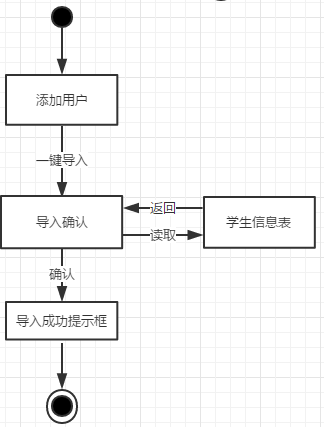 添加用户
一键导入
返回
导入确认
学生信息表
读取
确认
导入成功提示框